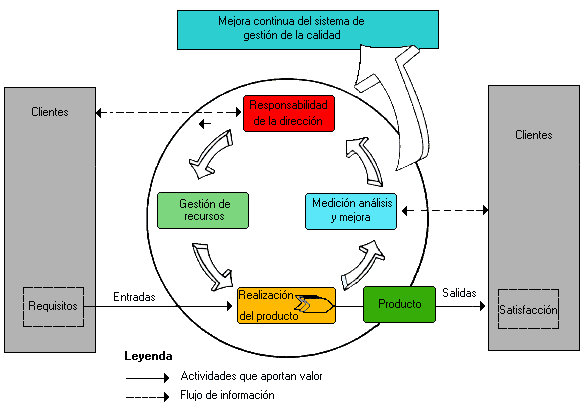 Mejora continua del sistema de
gestión de la calidad
Clientes
Responsabilidad
de la dirección
Clientes
Gestión de
recursos
Medición análisis
y mejora
Requisitos
Entradas
Realización
del producto
Producto
Salidas
Satisfacción
Leyenda
Actividades que aportan valor
Flujo de información